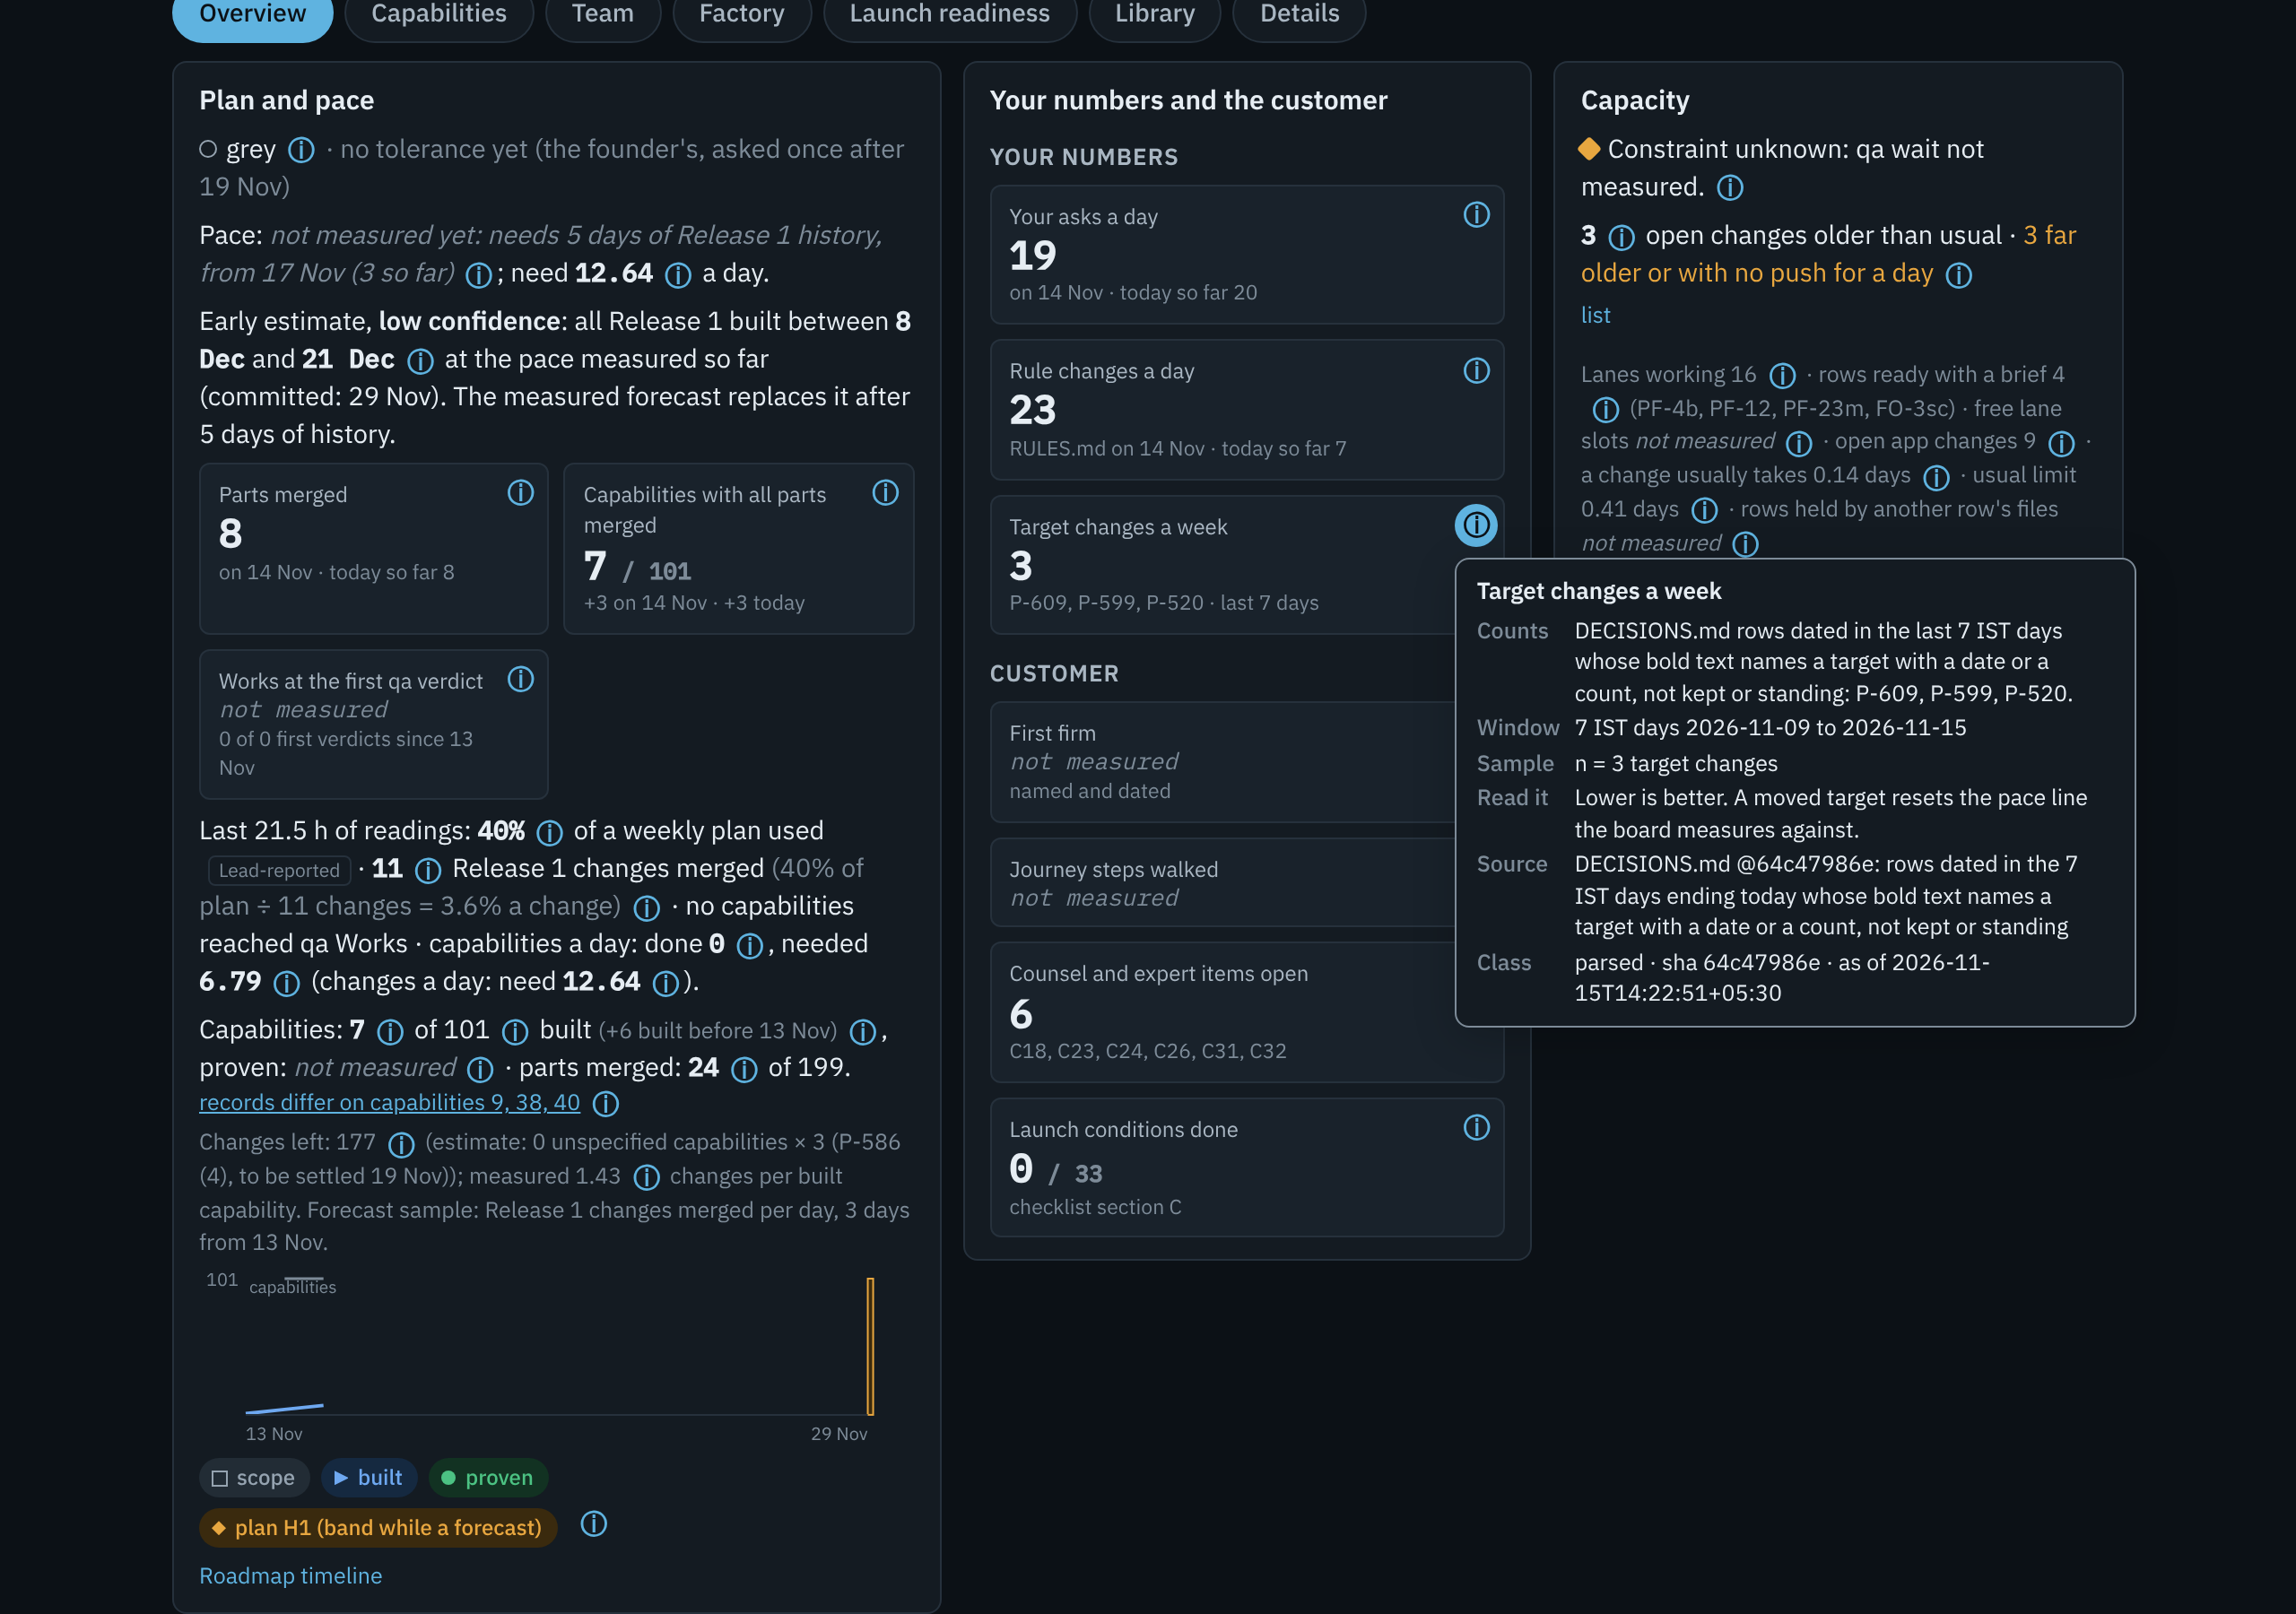 Overview
Capabilities
Team
Factory
Launch readiness
Library
Details
Plan and pace
grey ⓘ · no tolerance yet (the founder's, asked once after
19 Nov)
Pace: not measured yet: needs 5 days of Release 1 history,
from 17 Nov (3 so far) ⓘ; need 12.64 ⓘ a day.
Early estimate, low confidence: all Release 1 built between 8
Dec and 21 Dec ⓘ at the pace measured so far
(committed: 29 Nov). The measured forecast replaces it after
5 days of history.
Parts merged
8
on 14 Nov · today so far 8
Capabilities with all parts
merged
7 / 101
+3 on 14 Nov · +3 today
Works at the first qa verdict
not measured
0 of 0 first verdicts since 13
Nov
Last 21.5 h of readings: 40% ⓘ of a weekly plan used
Lead-reported · 11 ⓘ Release 1 changes merged (40% of
plan ÷ 11 changes = 3.6% a change) ⓘ · no capabilities
reached qa Works · capabilities a day: done 0 ⓘ, needed
6.79 ⓘ (changes a day: need 12.64 ⓘ).
Capabilities: 7 ⓘ of 101 ⓘ built (+6 built before 13 Nov) ⓘ,
proven: not measured ⓘ · parts merged: 24 ⓘ of 199.
records differ on capabilities 9, 38, 40 ⓘ
Changes left: 177 ⓘ (estimate: 0 unspecified capabilities × 3 (P-586
(4), to be settled 19 Nov)); measured 1.43 ⓘ changes per built
capability. Forecast sample: Release 1 changes merged per day, 3 days
from 13 Nov.
101
capabilities
13 Nov
29 Nov
scope
built
proven
plan H1 (band while a forecast)
Roadmap timeline
Your numbers and the customer
YOUR NUMBERS
Your asks a day
19
on 14 Nov · today so far 20
Rule changes a day
23
RULES.md on 14 Nov · today so far 7
Target changes a week
3
P-609, P-599, P-520 · last 7 days
CUSTOMER
First firm
not measured
named and dated
Journey steps walked
not measured
Counsel and expert items open
6
C18, C23, C24, C26, C31, C32
Launch conditions done
0 / 33
checklist section C
Capacity
Constraint unknown: qa wait not
measured. ⓘ
3 ⓘ open changes older than usual · 3 far
older or with no push for a day ⓘ
list
Lanes working 16 ⓘ · rows ready with a brief 4
ⓘ (PF-4b, PF-12, PF-23m, FO-3sc) · free lane
slots not measured ⓘ · open app changes 9 ⓘ ·
a change usually takes 0.14 days ⓘ · usual limit
0.41 days ⓘ · rows held by another row's files
not measured ⓘ
Target changes a week
Counts DECISIONS.md rows dated in the last 7 IST days
whose bold text names a target with a date or a
count, not kept or standing: P-609, P-599, P-520.
Window 7 IST days 2026-11-09 to 2026-11-15
Sample n = 3 target changes
Read it Lower is better. A moved target resets the pace line
the board measures against.
Source DECISIONS.md @64c47986e: rows dated in the 7
IST days ending today whose bold text names a
target with a date or a count, not kept or standing
Class parsed · sha 64c47986e · as of 2026-11-
15T14:22:51+05:30